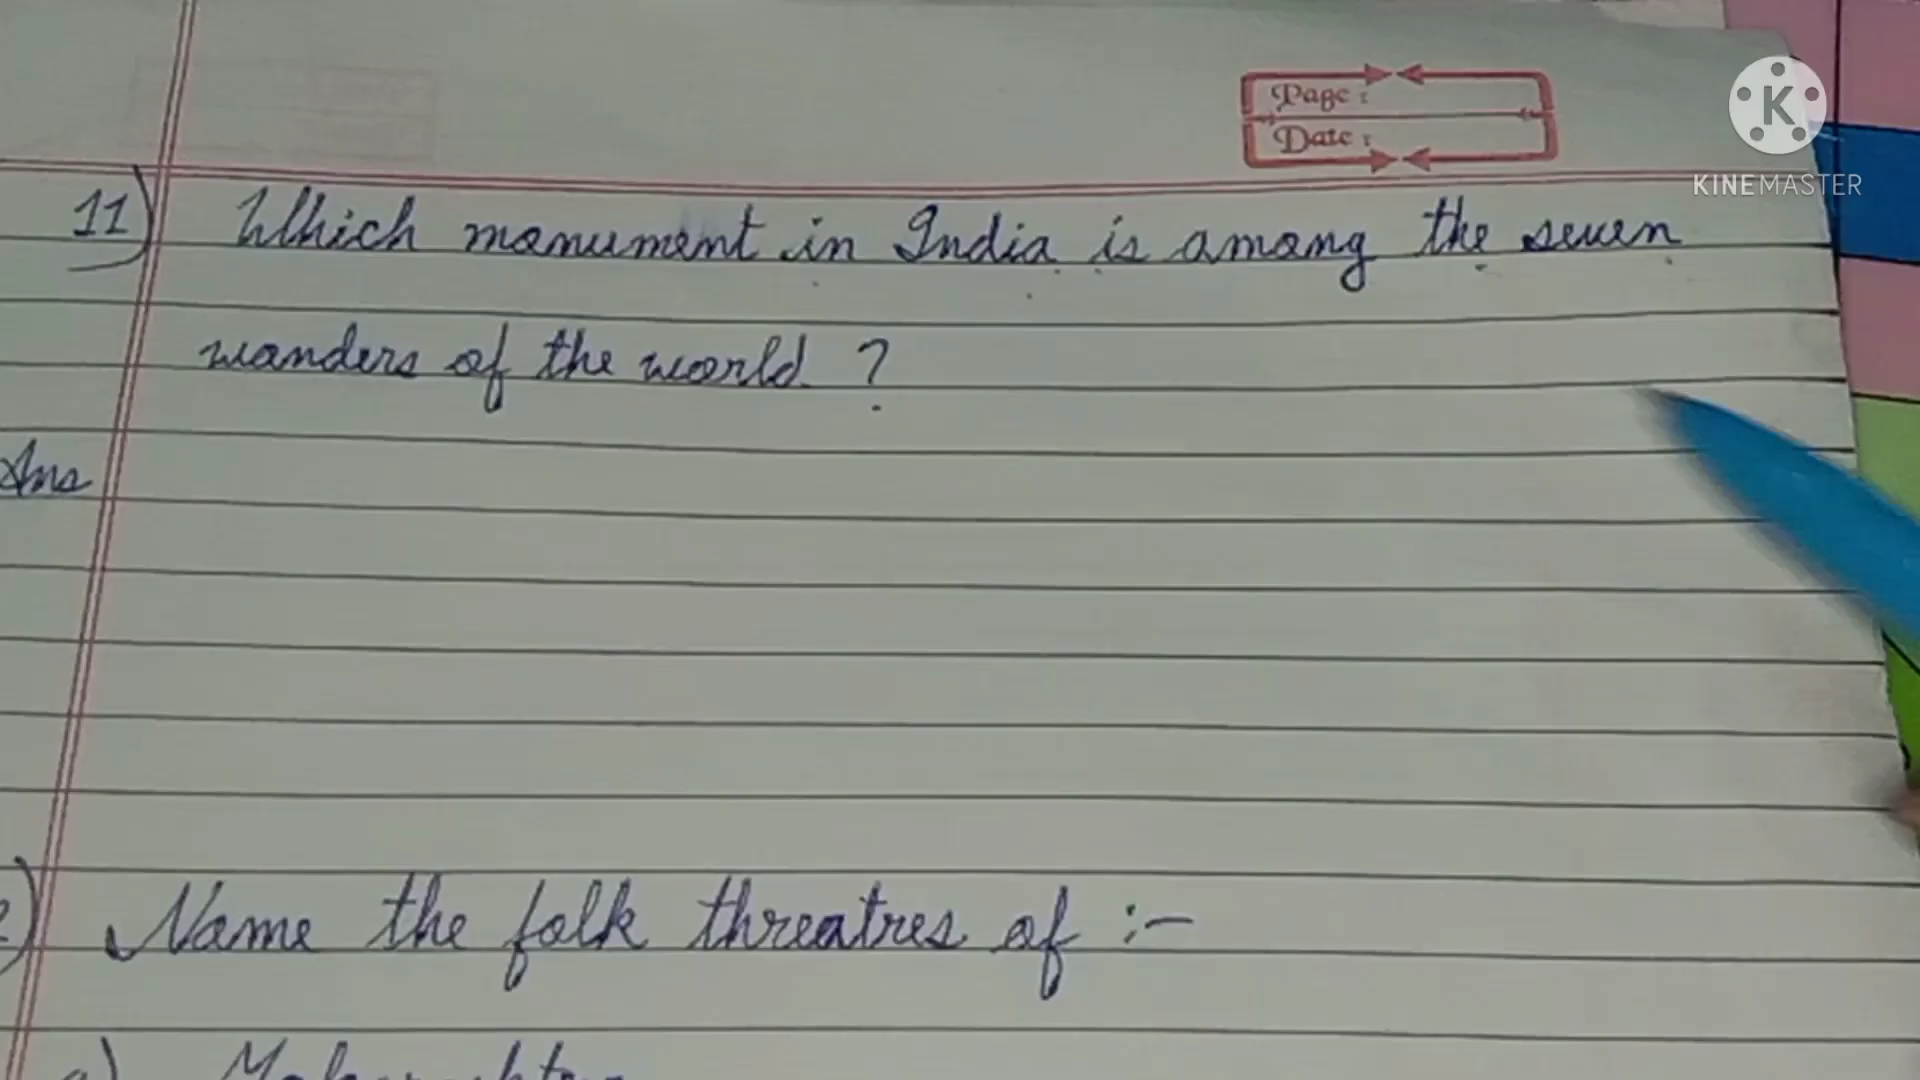 Page :
Date :
KINEMASTER
11) Which monument in India is among the seven
wonders of the world ?
Ans
Name the folk threatres of :-
a) Maharashtra